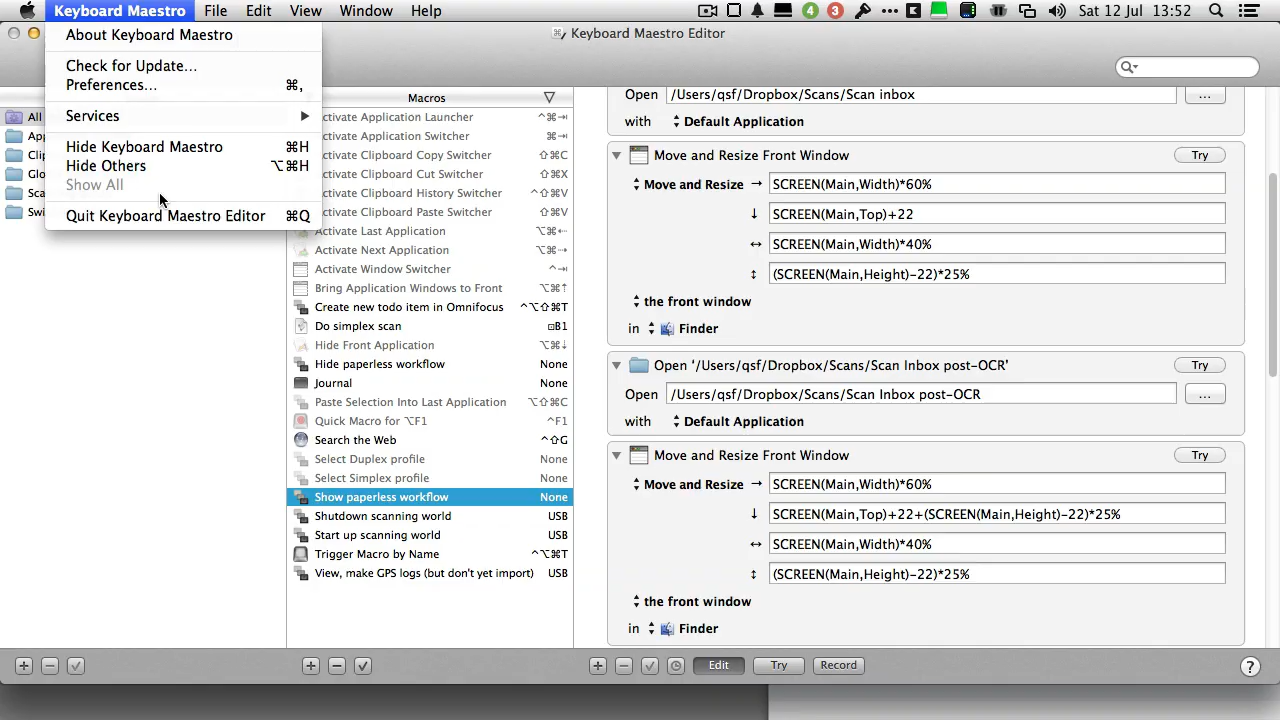 Keyboard Maestro File Edit View Window Help 4 3 Sat 12 Jul 13:52
Keyboard Maestro Editor
About Keyboard Maestro
Check for Update...
Preferences... ⌘,
Services
Hide Keyboard Maestro ⌘H
Hide Others ⌥⌘H
Show All
Quit Keyboard Maestro Editor ⌘Q
All
Ap
Cli
Glo
Sca
Swi
Macros
ctivate Application Launcher ^⌘⇥
ctivate Application Switcher ⌘⇥
ctivate Clipboard Copy Switcher ⇧⌘C
ctivate Clipboard Cut Switcher ⇧⌘X
ctivate Clipboard History Switcher ^⇧⌘V
ctivate Clipboard Paste Switcher ⇧⌘V
Activate Last Application ⌥⌘⇠
Activate Next Application ⌥⌘⇢
Activate Window Switcher ^⇥
Bring Application Windows to Front ⌥⌘⇡
Create new todo item in Omnifocus ^⌥⇧⌘T
Do simplex scan ⊡B1
Hide Front Application ⌥⌘⇣
Hide paperless workflow None
Journal None
Paste Selection Into Last Application ⌥⇧⌘C
Quick Macro for ⌥F1 ^F1
Search the Web ^⇧G
Select Duplex profile
Select Simplex profile
Show paperless workflow None
Shutdown scanning world USB
Start up scanning world USB
Trigger Macro by Name ^⌥⌘T
View, make GPS logs (but don't yet import) USB
Open /Users/qsf/Dropbox/Scans/Scan inbox ...
with Default Application
Move and Resize Front Window Try
Move and Resize → SCREEN(Main,Width)*60%
↓ SCREEN(Main,Top)+22
↔ SCREEN(Main,Width)*40%
↕ (SCREEN(Main,Height)-22)*25%
the front window
in Finder
Open '/Users/qsf/Dropbox/Scans/Scan Inbox post-OCR' Try
Open /Users/qsf/Dropbox/Scans/Scan Inbox post-OCR ...
with Default Application
Move and Resize Front Window Try
Move and Resize → SCREEN(Main,Width)*60%
↓ SCREEN(Main,Top)+22+(SCREEN(Main,Height)-22)*25%
↔ SCREEN(Main,Width)*40%
↕ (SCREEN(Main,Height)-22)*25%
the front window
in Finder
Edit Try Record ?